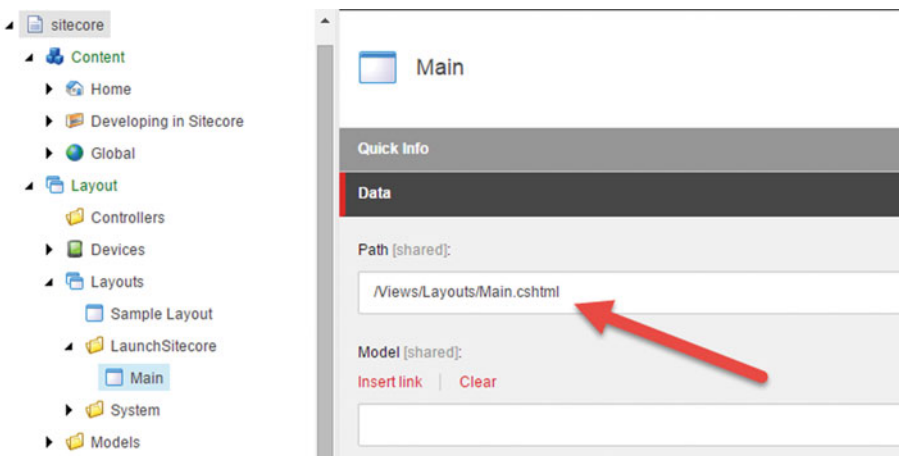 sitecore
Content
Home
Developing in Sitecore
Global
Layout
Controllers
Devices
Layouts
Sample Layout
LaunchSitecore
Main
System
Models
Main
Quick Info
Data
Path [shared]:
/Views/Layouts/Main.cshtml
Model [shared]:
Insert link | Clear